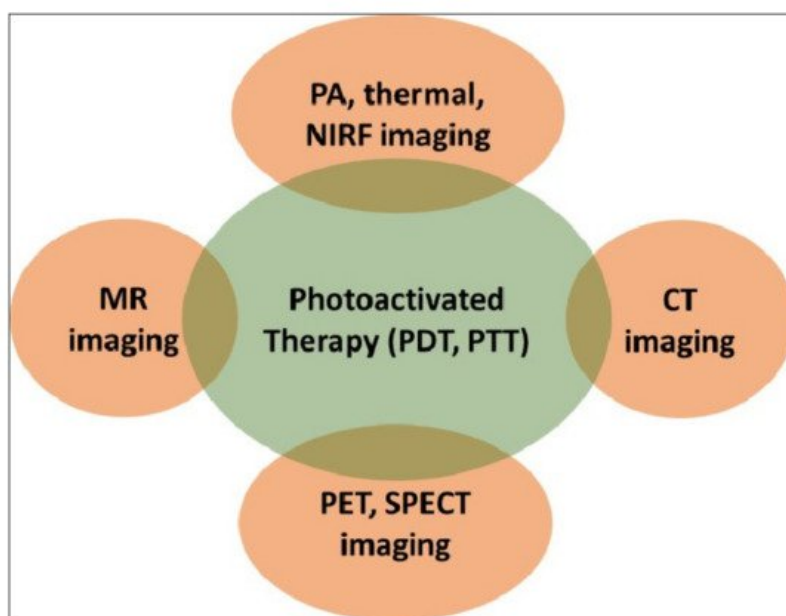 PA, thermal,
NIRF imaging
MR
imaging
Photoactivated
Therapy (PDT, PTT)
CT
imaging
PET, SPECT
imaging